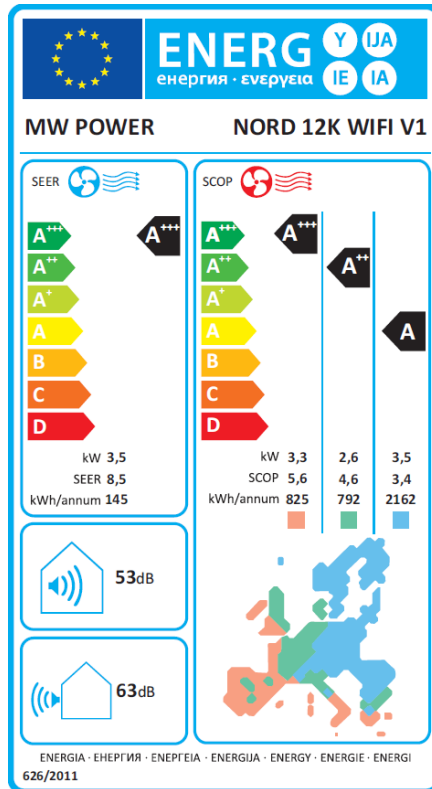 ENERG
Y IJA
IE IA
енергия · ενεργεια
MW POWER NORD 12K WIFI V1
SEER
A+++
A++
A+
A
B
C
D
A+++
kW 3,5
SEER 8,5
kWh/annum 145
SCOP
A+++
A++
A+
A
B
C
D
A+++
A++
A
kW 3,3 2,6 3,5
SCOP 5,6 4,6 3,4
kWh/annum 825 792 2162
53dB
63dB
ENERGIA · ЕНЕРГИЯ · ΕΝΕΡΓΕΙΑ · ENERGIJA · ENERGY · ENERGIE · ENERGI
626/2011